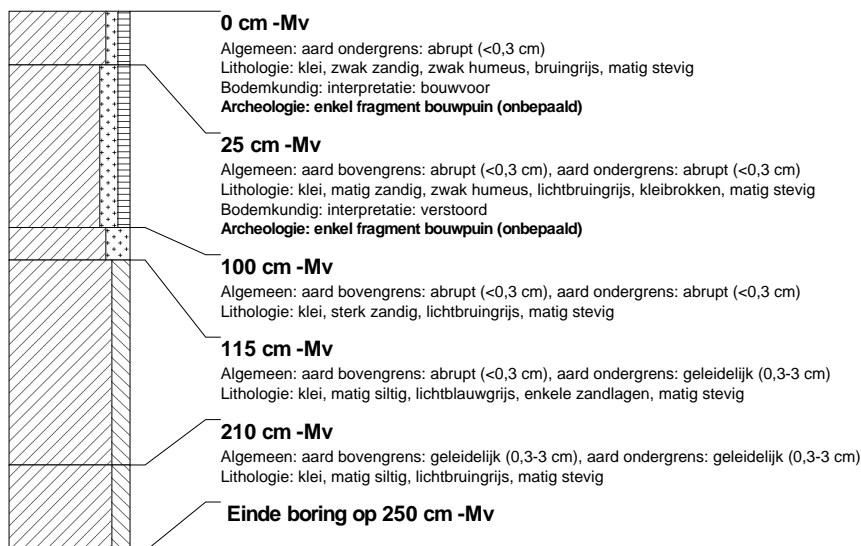 0 cm -Mv
Algemeen: aard ondergrens: abrupt (<0,3 cm)
Lithologie: klei, zwak zandig, zwak humeus, bruingrijs, matig stevig
Bodemkundig: interpretatie: bouwvoor
Archeologie: enkel fragment bouwpuin (onbepaald)
25 cm -Mv
Algemeen: aard bovengrens: abrupt (<0,3 cm), aard ondergrens: abrupt (<0,3 cm)
Lithologie: klei, matig zandig, zwak humeus, lichtbruingrijs, kleibrokken, matig stevig
Bodemkundig: interpretatie: verstoord
Archeologie: enkel fragment bouwpuin (onbepaald)
100 cm -Mv
Algemeen: aard bovengrens: abrupt (<0,3 cm), aard ondergrens: abrupt (<0,3 cm)
Lithologie: klei, sterk zandig, lichtbruingrijs, matig stevig
115 cm -Mv
Algemeen: aard bovengrens: abrupt (<0,3 cm), aard ondergrens: geleidelijk (0,3-3 cm)
Lithologie: klei, matig siltig, lichtblauwgrijs, enkele zandlagen, matig stevig
210 cm -Mv
Algemeen: aard bovengrens: geleidelijk (0,3-3 cm), aard ondergrens: geleidelijk (0,3-3 cm)
Lithologie: klei, matig siltig, lichtbruingrijs, matig stevig
Einde boring op 250 cm -Mv